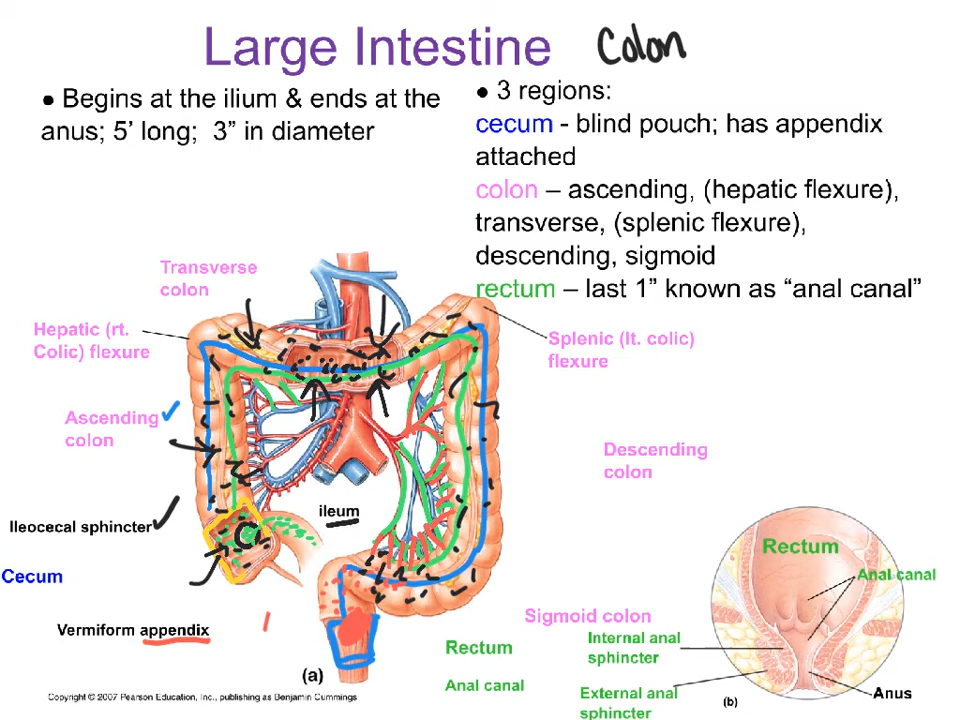 Large Intestine Colon
● Begins at the ilium & ends at the
anus; 5’ long; 3” in diameter
● 3 regions:
cecum - blind pouch; has appendix
attached
colon – ascending, (hepatic flexure),
transverse, (splenic flexure),
descending, sigmoid
rectum – last 1” known as “anal canal”
Transverse
colon
Hepatic (rt.
Colic) flexure
Splenic (lt. colic)
flexure
Ascending
colon
Descending
colon
ileum
Ileocecal sphincter
Cecum
Vermiform appendix
Sigmoid colon
Rectum
Anal canal
(a)
Copyright © 2007 Pearson Education, Inc., publishing as Benjamin Cummings
Rectum
Anal canal
Internal anal
sphincter
External anal
sphincter
Anus
(b)